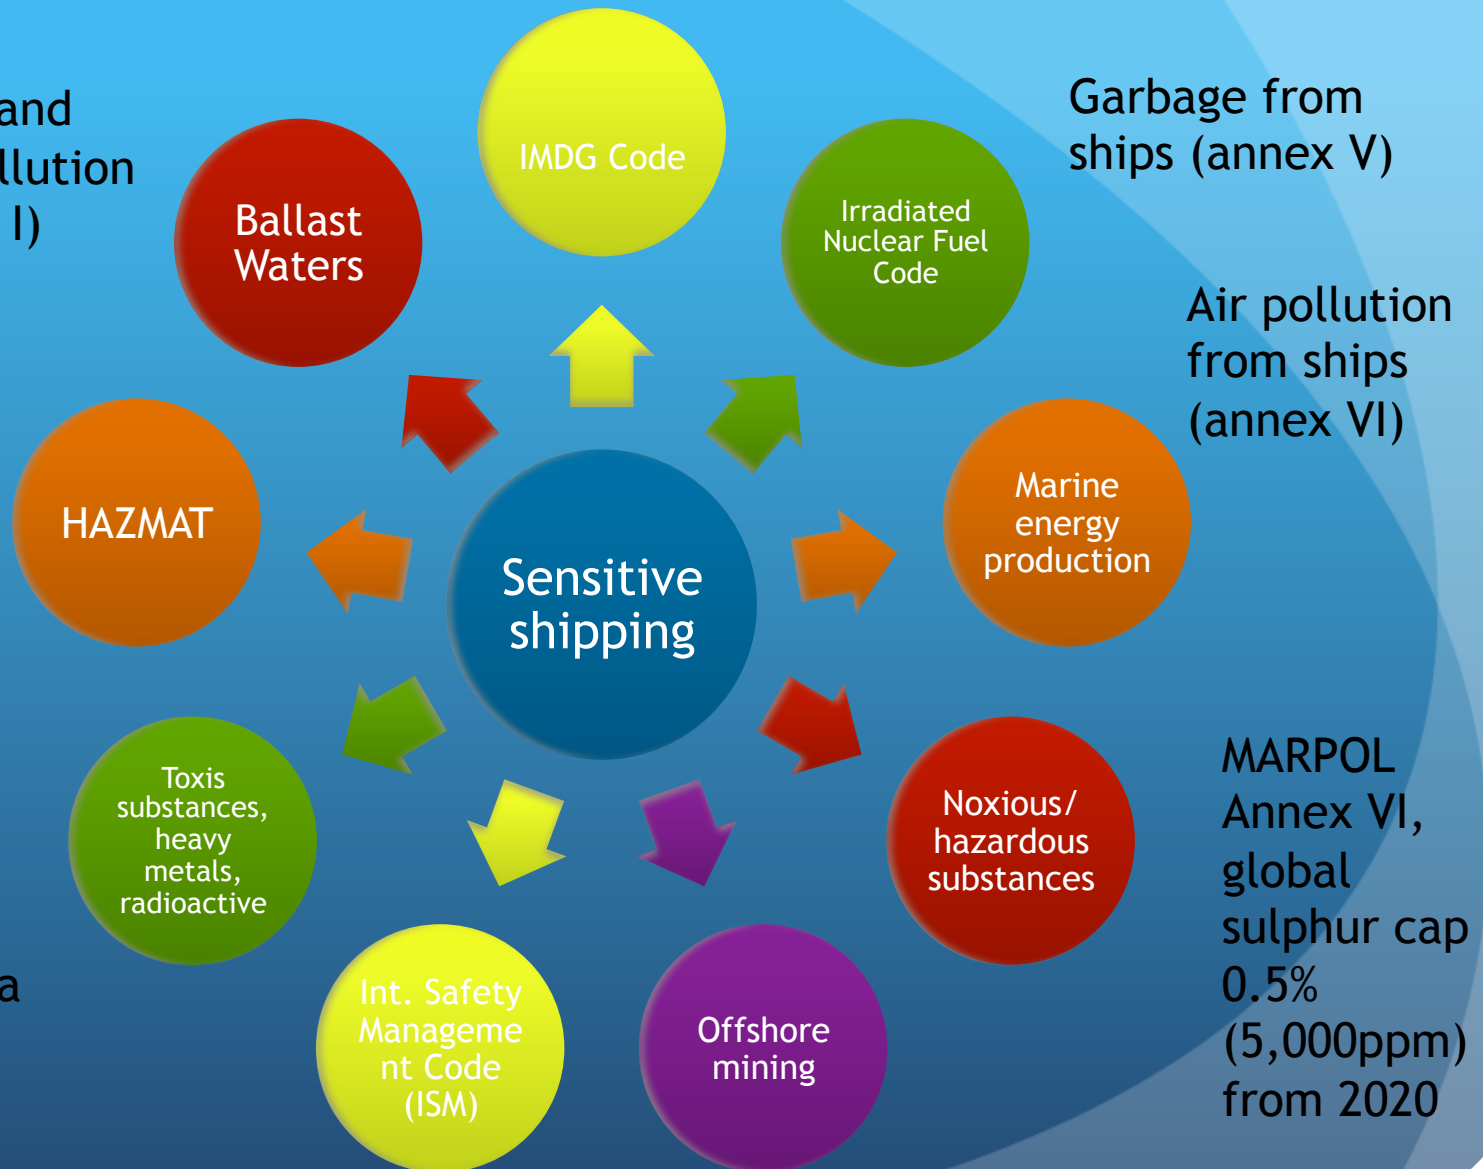 and
llution
I)
IMDG Code
Garbage from
ships (annex V)
Ballast
Waters
Irradiated
Nuclear Fuel
Code
Air pollution
from ships
(annex VI)
HAZMAT
Marine
energy
production
Sensitive
shipping
Toxis
substances,
heavy
metals,
radioactive
Noxious/
hazardous
substances
MARPOL
Annex VI,
global
sulphur cap
0.5%
(5,000ppm)
from 2020
a
Int. Safety
Manageme
nt Code
(ISM)
Offshore
mining